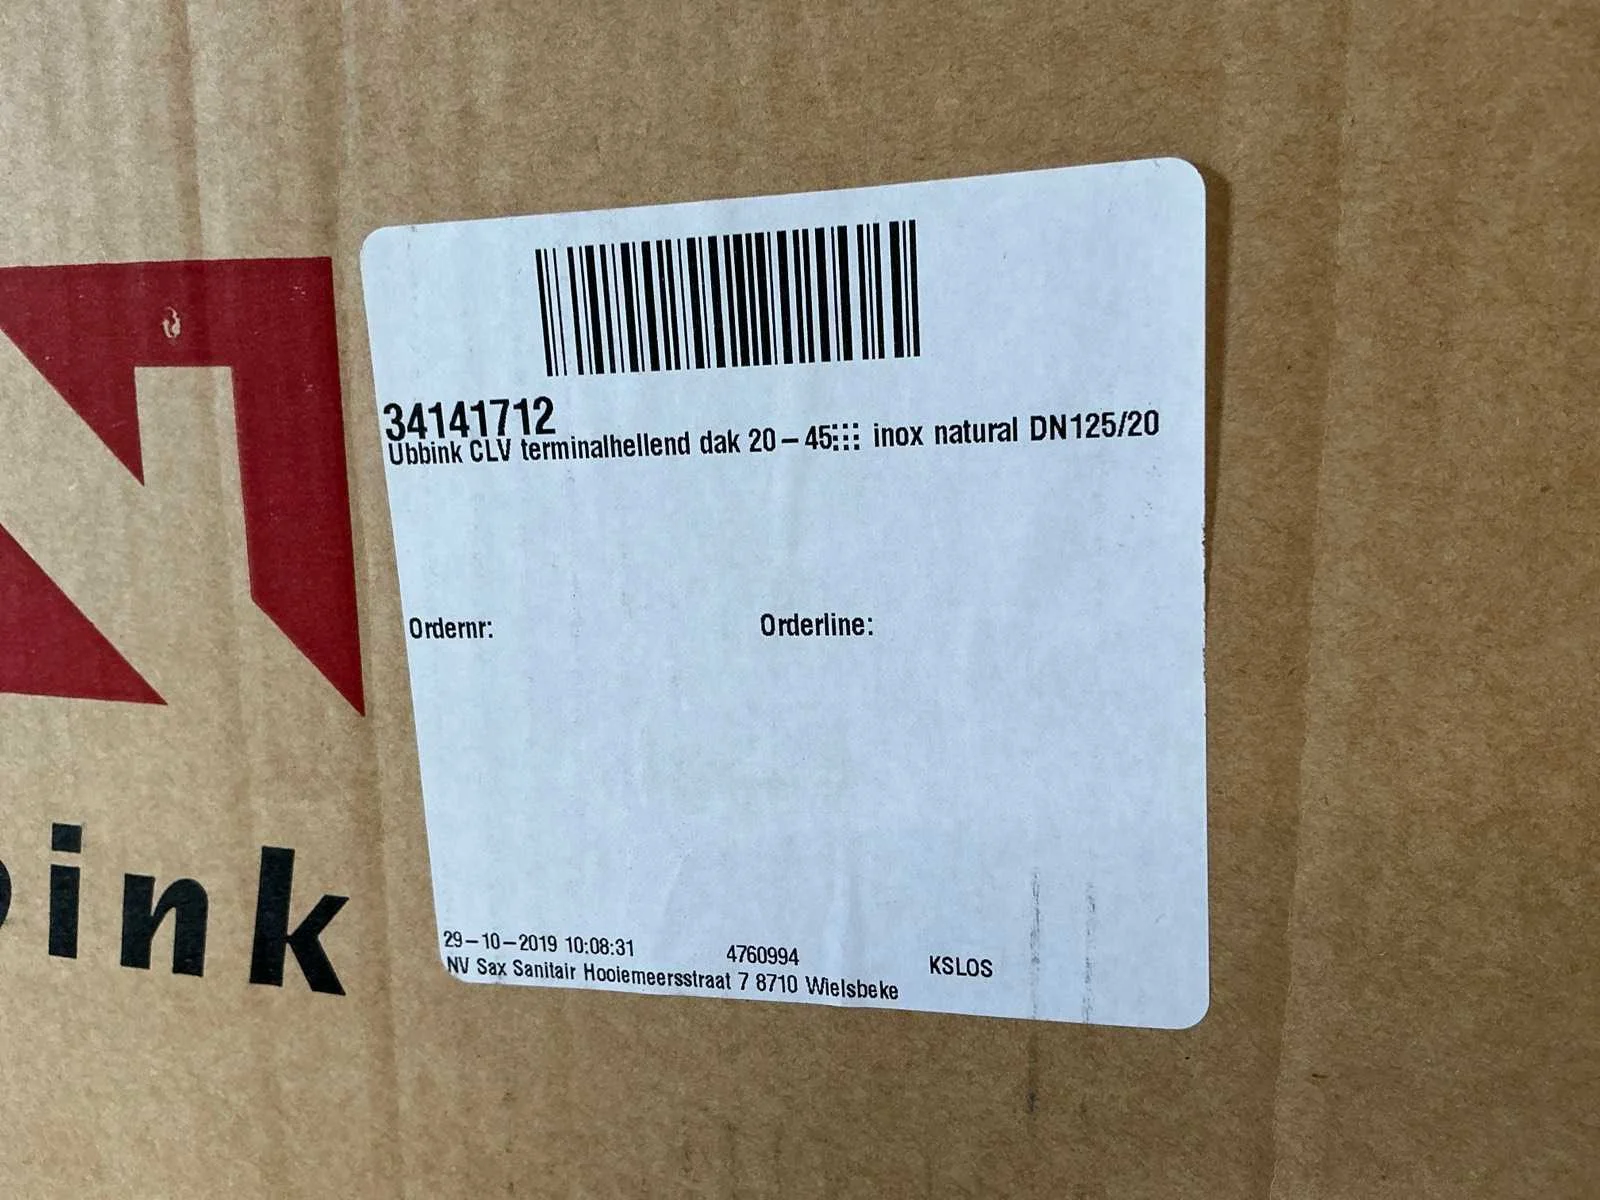 34141712
Ubbink CLV terminalhellend dak 20-45 inox natural DN125/20
Ordernr:
Orderline:
ink
29-10-2019 10:08:31
4760994
KSLOS
NV Sax Sanitair Hooiemeersstraat 7 8710 Wielsbeke